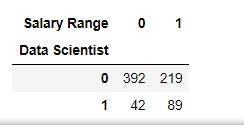 Salary Range 0 1
Data Scientist
0 392 219
1 42 89